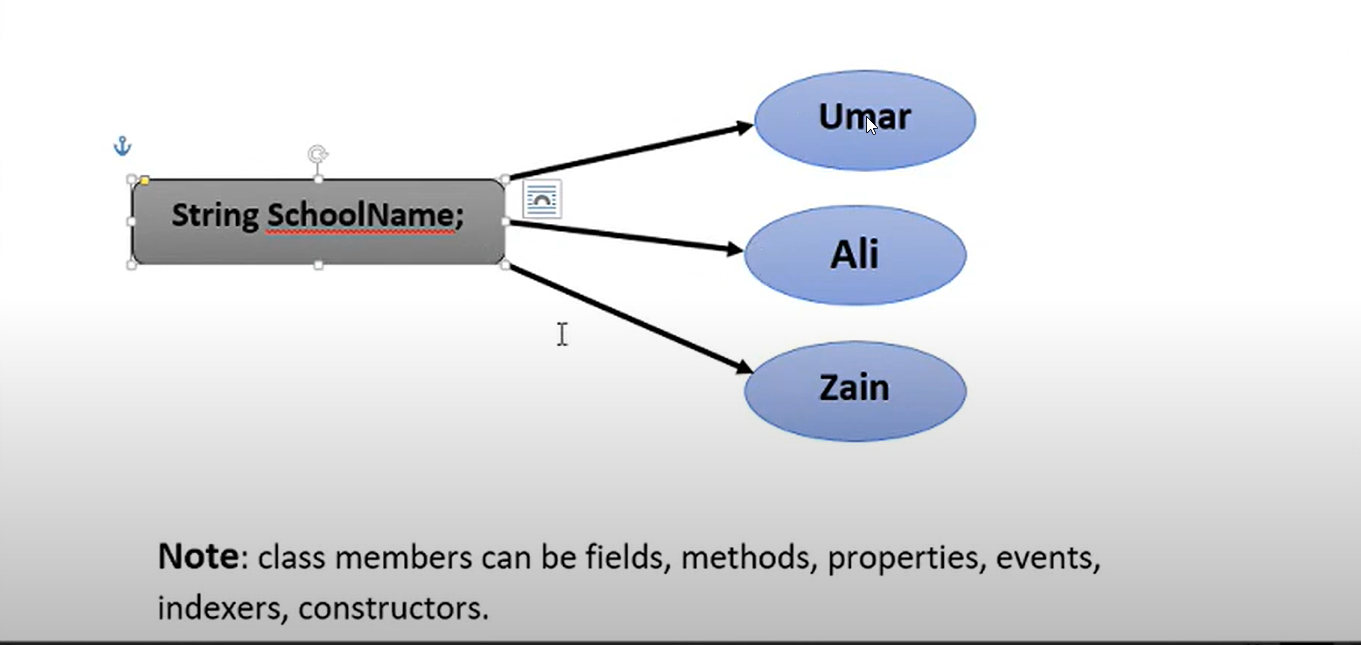 Umar
String SchoolName;
Ali
Zain
Note: class members can be fields, methods, properties, events,
indexers, constructors.